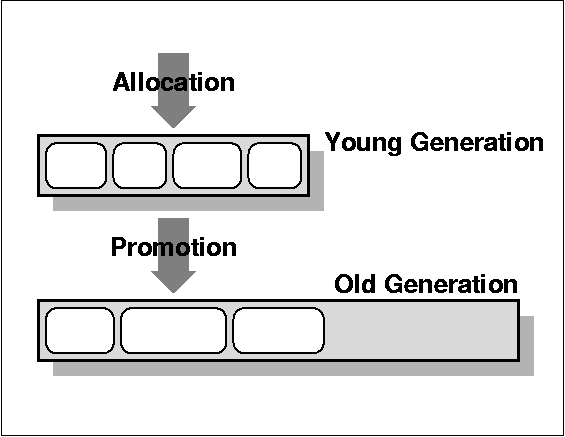 Allocation
Young Generation
Promotion
Old Generation